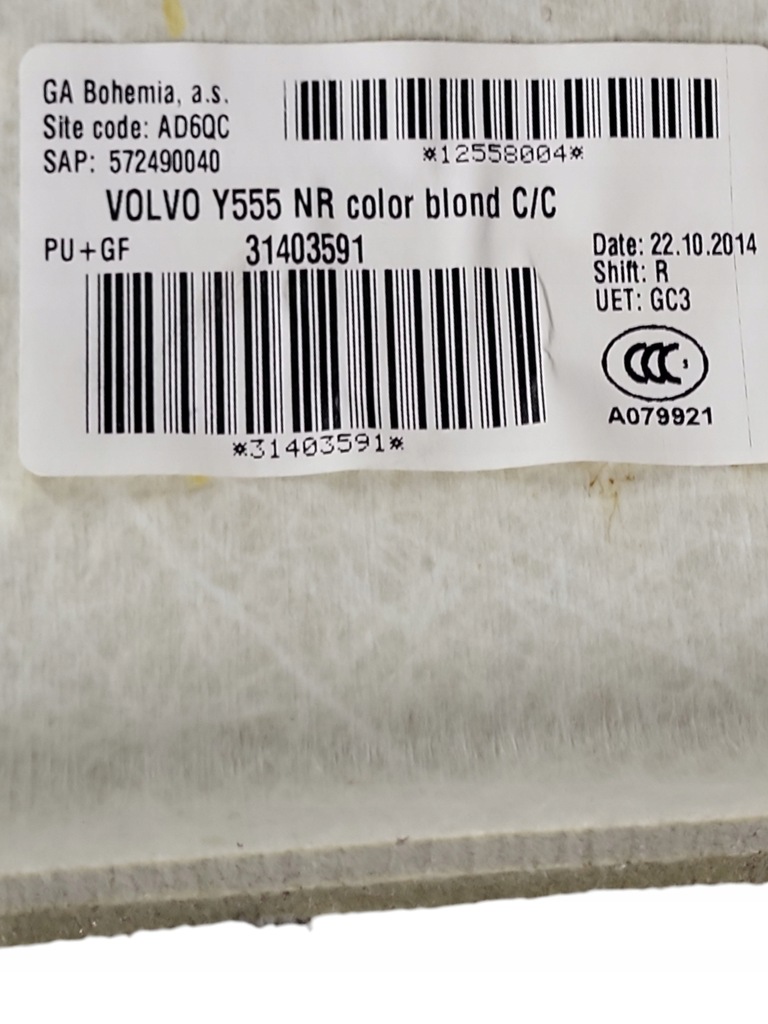 GA Bohemia, a.s.
Site code: AD6QC
SAP: 572490040
*12558004*
VOLVO Y555 NR color blond C/C
PU+GF 31403591
Date: 22.10.2014
Shift: R
UET: GC3
*31403591*
CCC
A079921